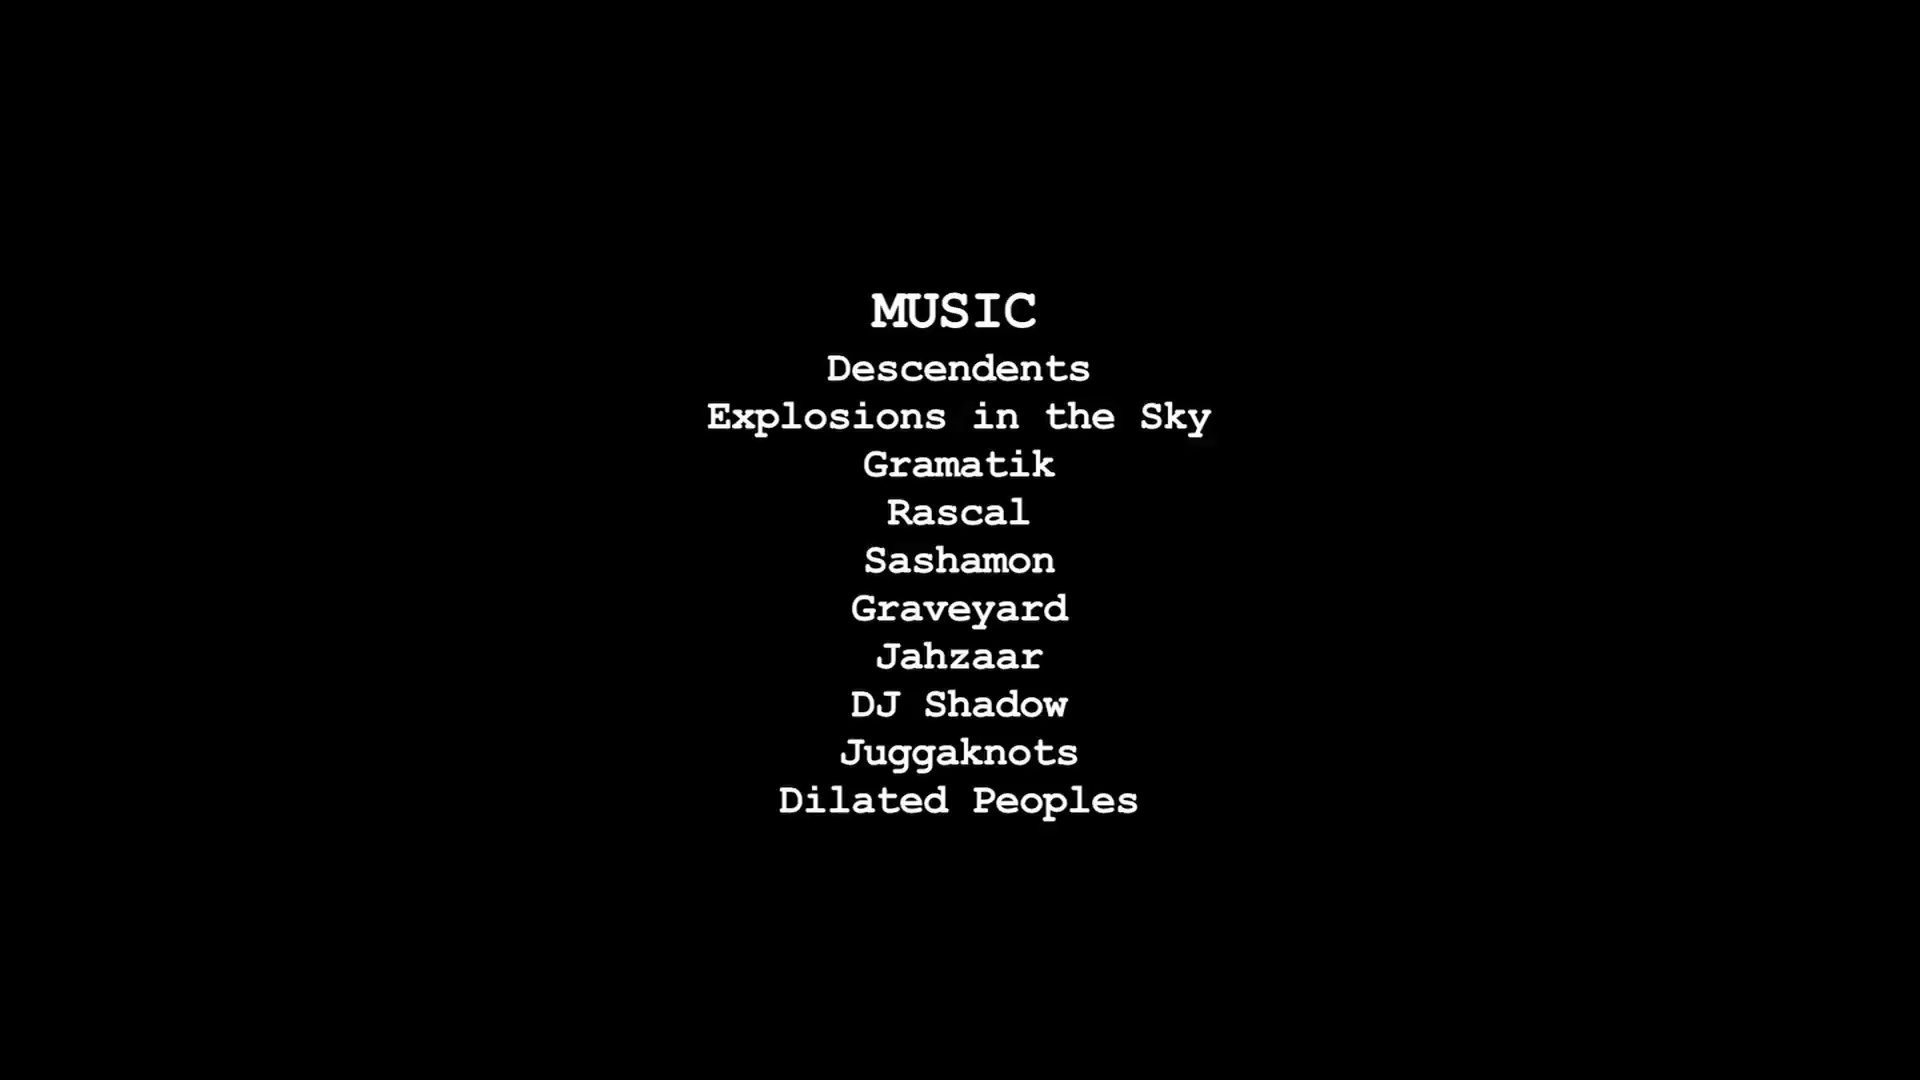 MUSIC
Descendents
Explosions in the Sky
Gramatik
Rascal
Sashamon
Graveyard
Jahzaar
DJ Shadow
Juggaknots
Dilated Peoples